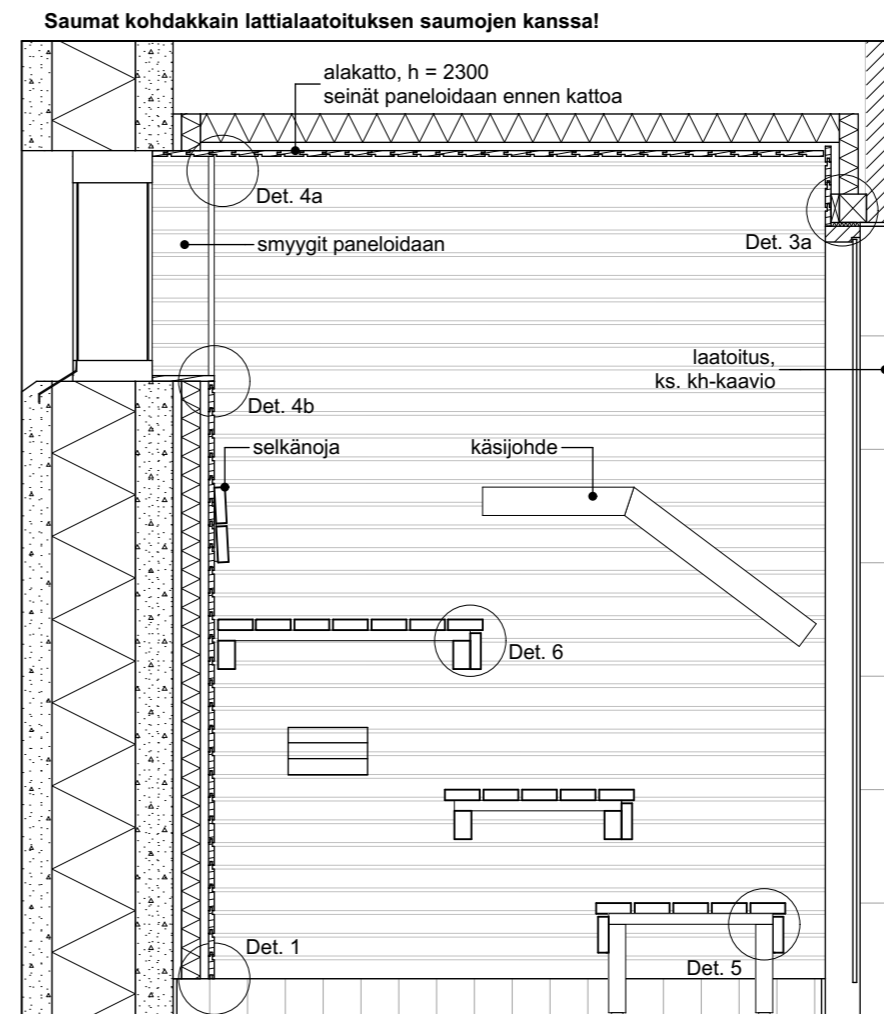 Saumat kohdakkain lattialaatoituksen saumojen kanssa!
alakatto, h = 2300
seinät paneloidaan ennen kattoa
Det. 4a
Det. 3a
smyygit paneloidaan
laatoitus,
ks. kh-kaavio
Det. 4b
selkänoja
käsijohde
Det. 6
Det. 1
Det. 5